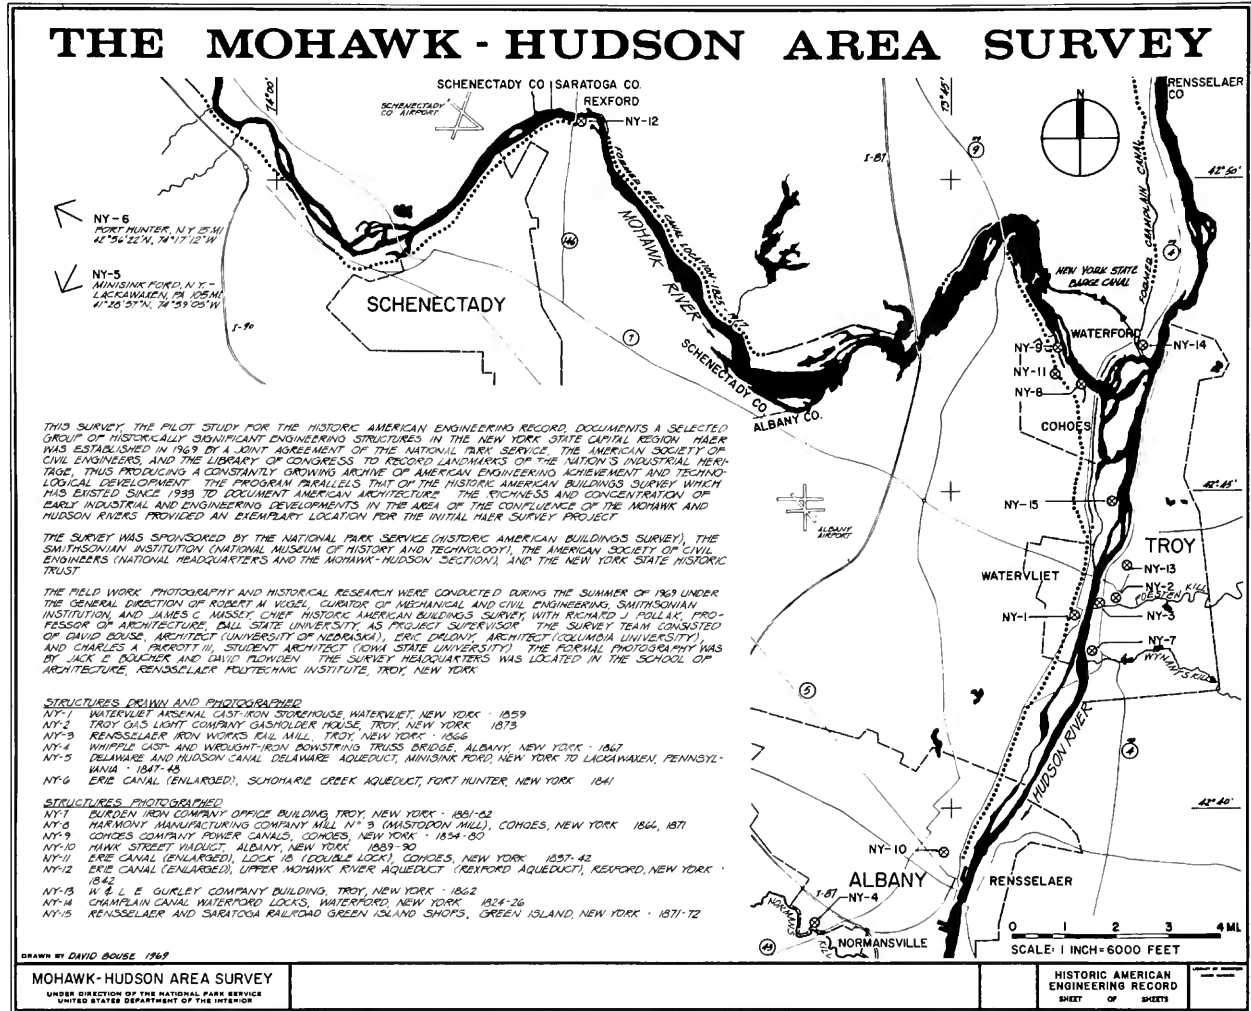 THE MOHAWK - HUDSON AREA SURVEY
SCHENECTADY CO
SARATOGA CO.
REXFORD
NY-12
SCHENECTADY
CO AIRPORT
74°00'
73°45'
RENSSELAER
CO
N
I-87
9
42°50'
NY-6
FORT HUNTER, N.Y. 15 MI
42°56'22"N, 74°17'12"W
NY-5
MINISINK FORD, N.Y.-
LACKAWAXEN, PA 105 MI
41°28'57"N, 74°59'05"W
I-90
SCHENECTADY
146
7
FORMER ERIE CANAL LOCATION-1825
MOHAWK
RIVER
SCHENECTADY CO.
ALBANY CO.
NEW YORK STATE
BARGE CANAL
FORMER CHAMPLAIN CANAL
4
WATERFORD
NY-14
NY-9
NY-11
NY-8
COHOES
42°45'
NY-15
ALBANY
AIRPORT
TROY
NY-13
WATERVLIET
NY-2
POESTEN KILL
NY-1
NY-3
NY-7
WYNANTSKILL
5
4
HUDSON RIVER
42°40'
NY-10
ALBANY
RENSSELAER
I-87
NY-4
NORMANS
KILL
NORMANSVILLE
43
0 1 2 3 4 MI.
SCALE: 1 INCH=6000 FEET
THIS SURVEY, THE PILOT STUDY FOR THE HISTORIC AMERICAN ENGINEERING RECORD, DOCUMENTS A SELECTED
GROUP OF HISTORICALLY SIGNIFICANT ENGINEERING STRUCTURES IN THE NEW YORK STATE CAPITAL REGION HAER
WAS ESTABLISHED IN 1969 BY A JOINT AGREEMENT OF THE NATIONAL PARK SERVICE, THE AMERICAN SOCIETY OF
CIVIL ENGINEERS, AND THE LIBRARY OF CONGRESS TO RECORD LANDMARKS OF THE NATION'S INDUSTRIAL HERI-
TAGE, THUS PRODUCING A CONSTANTLY GROWING ARCHIVE OF AMERICAN ENGINEERING ACHIEVEMENT AND TECHNO-
LOGICAL DEVELOPMENT THE PROGRAM PARALLELS THAT OF THE HISTORIC AMERICAN BUILDINGS SURVEY WHICH
HAS EXISTED SINCE 1933 TO DOCUMENT AMERICAN ARCHITECTURE THE RICHNESS AND CONCENTRATION OF
EARLY INDUSTRIAL AND ENGINEERING DEVELOPMENTS IN THE AREA OF THE CONFLUENCE OF THE MOHAWK AND
HUDSON RIVERS PROVIDED AN EXEMPLARY LOCATION FOR THE INITIAL HAER SURVEY PROJECT
THE SURVEY WAS SPONSORED BY THE NATIONAL PARK SERVICE (HISTORIC AMERICAN BUILDINGS SURVEY), THE
SMITHSONIAN INSTITUTION (NATIONAL MUSEUM OF HISTORY AND TECHNOLOGY), THE AMERICAN SOCIETY OF CIVIL
ENGINEERS (NATIONAL HEADQUARTERS AND THE MOHAWK-HUDSON SECTION), AND THE NEW YORK STATE HISTORIC
TRUST
THE FIELD WORK PHOTOGRAPHY AND HISTORICAL RESEARCH WERE CONDUCTED DURING THE SUMMER OF 1969 UNDER
THE GENERAL DIRECTION OF ROBERT M VOGEL, CURATOR OF MECHANICAL AND CIVIL ENGINEERING, SMITHSONIAN
INSTITUTION, AND JAMES C. MASSEY, CHIEF HISTORIC AMERICAN BUILDINGS SURVEY, WITH RICHARD J POLLAK, PRO-
FESSOR OF ARCHITECTURE, BALL STATE UNIVERSITY, AS PROJECT SUPERVISOR THE SURVEY TEAM CONSISTED
OF DAVID BOUSE, ARCHITECT (UNIVERSITY OF NEBRASKA), ERIC DELONY, ARCHITECT (COLUMBIA UNIVERSITY),
AND CHARLES A PARROTT III, STUDENT ARCHITECT (IOWA STATE UNIVERSITY) THE FORMAL PHOTOGRAPHY WAS
BY JACK E BOUCHER AND DAVID PLOWDEN THE SURVEY HEADQUARTERS WAS LOCATED IN THE SCHOOL OF
ARCHITECTURE, RENSSELAER POLYTECHNIC INSTITUTE, TROY, NEW YORK
STRUCTURES DRAWN AND PHOTOGRAPHED
NY-1 WATERVLIET ARSENAL CAST-IRON STOREHOUSE, WATERVLIET, NEW YORK · 1859
NY-2 TROY GAS LIGHT COMPANY GASHOLDER HOUSE, TROY, NEW YORK 1873
NY-3 RENSSELAER IRON WORKS RAIL MILL, TROY, NEW YORK · 1866
NY-4 WHIPPLE CAST- AND WROUGHT-IRON BOWSTRING TRUSS BRIDGE, ALBANY, NEW YORK · 1867
NY-5 DELAWARE AND HUDSON CANAL DELAWARE AQUEDUCT, MINISINK FORD, NEW YORK TO LACKAWAXEN, PENNSYL-
VANIA · 1847-48
NY-6 ERIE CANAL (ENLARGED), SCHOHARIE CREEK AQUEDUCT, FORT HUNTER, NEW YORK 1841
STRUCTURES PHOTOGRAPHED
NY-7 BURDEN IRON COMPANY OFFICE BUILDING, TROY, NEW YORK · 1881-82
NY-8 HARMONY MANUFACTURING COMPANY MILL Nº 3 (MASTODON MILL), COHOES, NEW YORK 1866, 1871
NY-9 COHOES COMPANY POWER CANALS, COHOES, NEW YORK · 1834-80
NY-10 HAWK STREET VIADUCT, ALBANY, NEW YORK 1889-90
NY-11 ERIE CANAL (ENLARGED), LOCK 18 (DOUBLE LOCK), COHOES, NEW YORK 1837-42
NY-12 ERIE CANAL (ENLARGED), UPPER MOHAWK RIVER AQUEDUCT (REXFORD AQUEDUCT), REXFORD, NEW YORK ·
1842
NY-13 W & L E GURLEY COMPANY BUILDING, TROY, NEW YORK · 1862
NY-14 CHAMPLAIN CANAL WATERFORD LOCKS, WATERFORD, NEW YORK 1824-26
NY-15 RENSSELAER AND SARATOGA RAILROAD GREEN ISLAND SHOPS, GREEN ISLAND, NEW YORK · 1871-72
DRAWN BY DAVID BOUSE 1969
MOHAWK-HUDSON AREA SURVEY
UNDER DIRECTION OF THE NATIONAL PARK SERVICE
UNITED STATES DEPARTMENT OF THE INTERIOR
HISTORIC AMERICAN
ENGINEERING RECORD
SHEET OF SHEETS